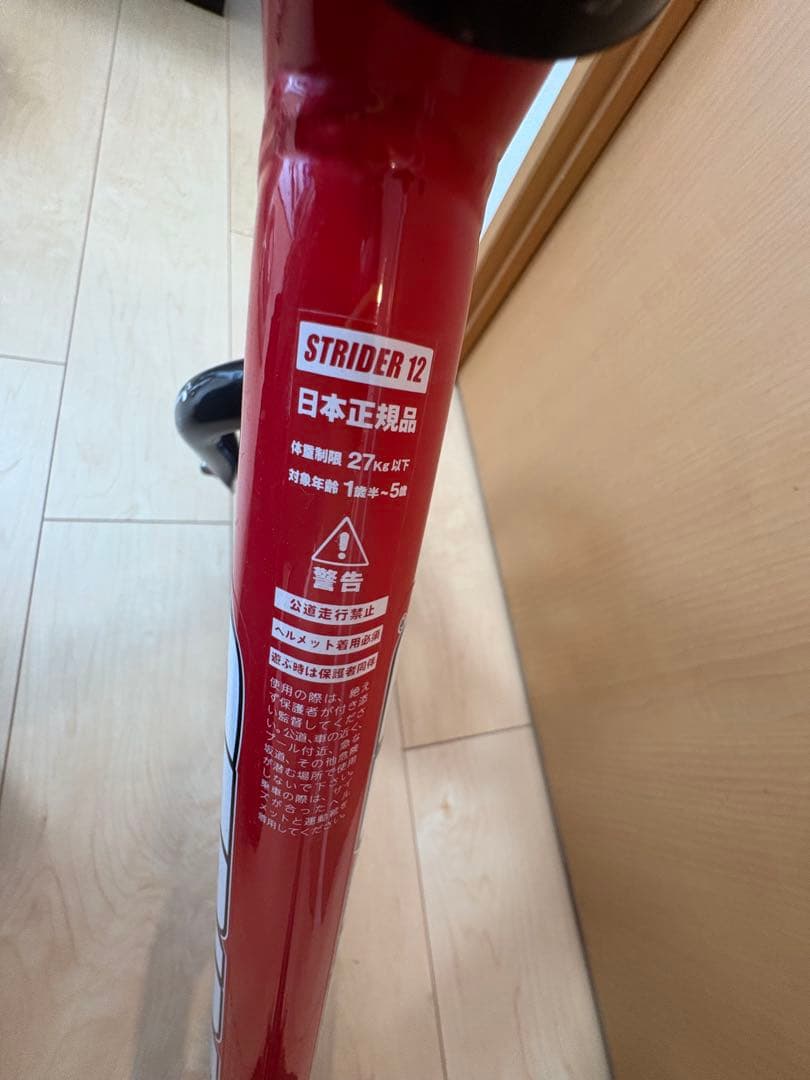 STRIDER 12
日本正規品
体重制限 27Kg 以下
対象年齢 1歳半~5歳
警告
公道走行禁止
ヘルメット着用必須
遊ぶ時は保護者同伴
使用の際は、絶え
ず保護者が付き添
い監督してくださ
い。公道、車の近く、
プール付近、急な
坂道、その他危険
が潜む場所で使用
しないで下さい。
乗車の際は、サイ
ズが合ったヘル
メットと運動靴を
着用してください。